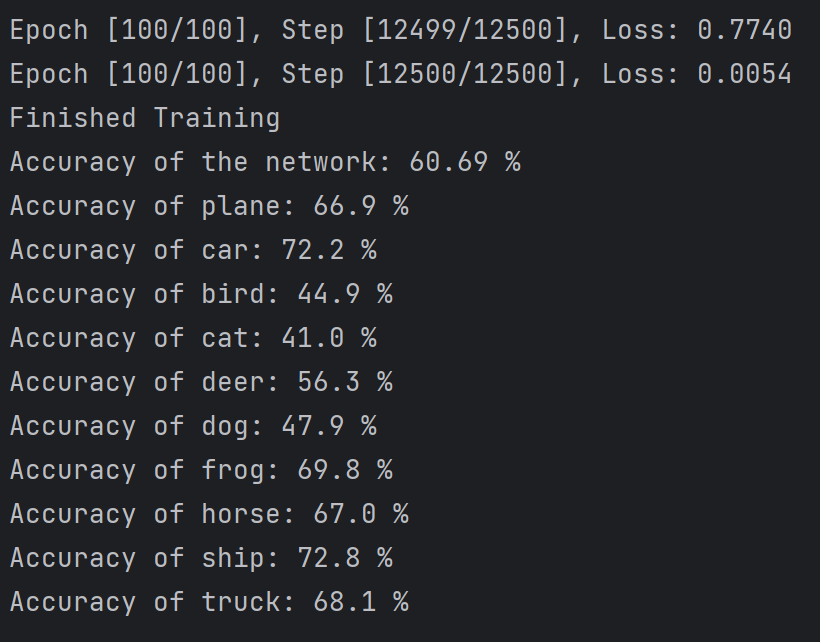 Epoch [100/100], Step [12499/12500], Loss: 0.7740
Epoch [100/100], Step [12500/12500], Loss: 0.0054
Finished Training
Accuracy of the network: 60.69 %
Accuracy of plane: 66.9 %
Accuracy of car: 72.2 %
Accuracy of bird: 44.9 %
Accuracy of cat: 41.0 %
Accuracy of deer: 56.3 %
Accuracy of dog: 47.9 %
Accuracy of frog: 69.8 %
Accuracy of horse: 67.0 %
Accuracy of ship: 72.8 %
Accuracy of truck: 68.1 %